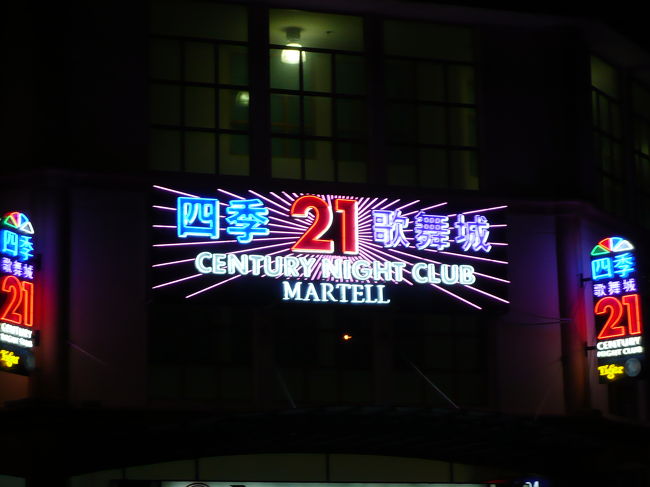 四季 21 歌舞城
CENTURY NIGHT CLUB
MARTELL
四季
歌舞城
21
CENTURY
NIGHT CLUB
Tiger
四季
歌舞城
21
CENTURY
NIGHT CLUB
Tiger